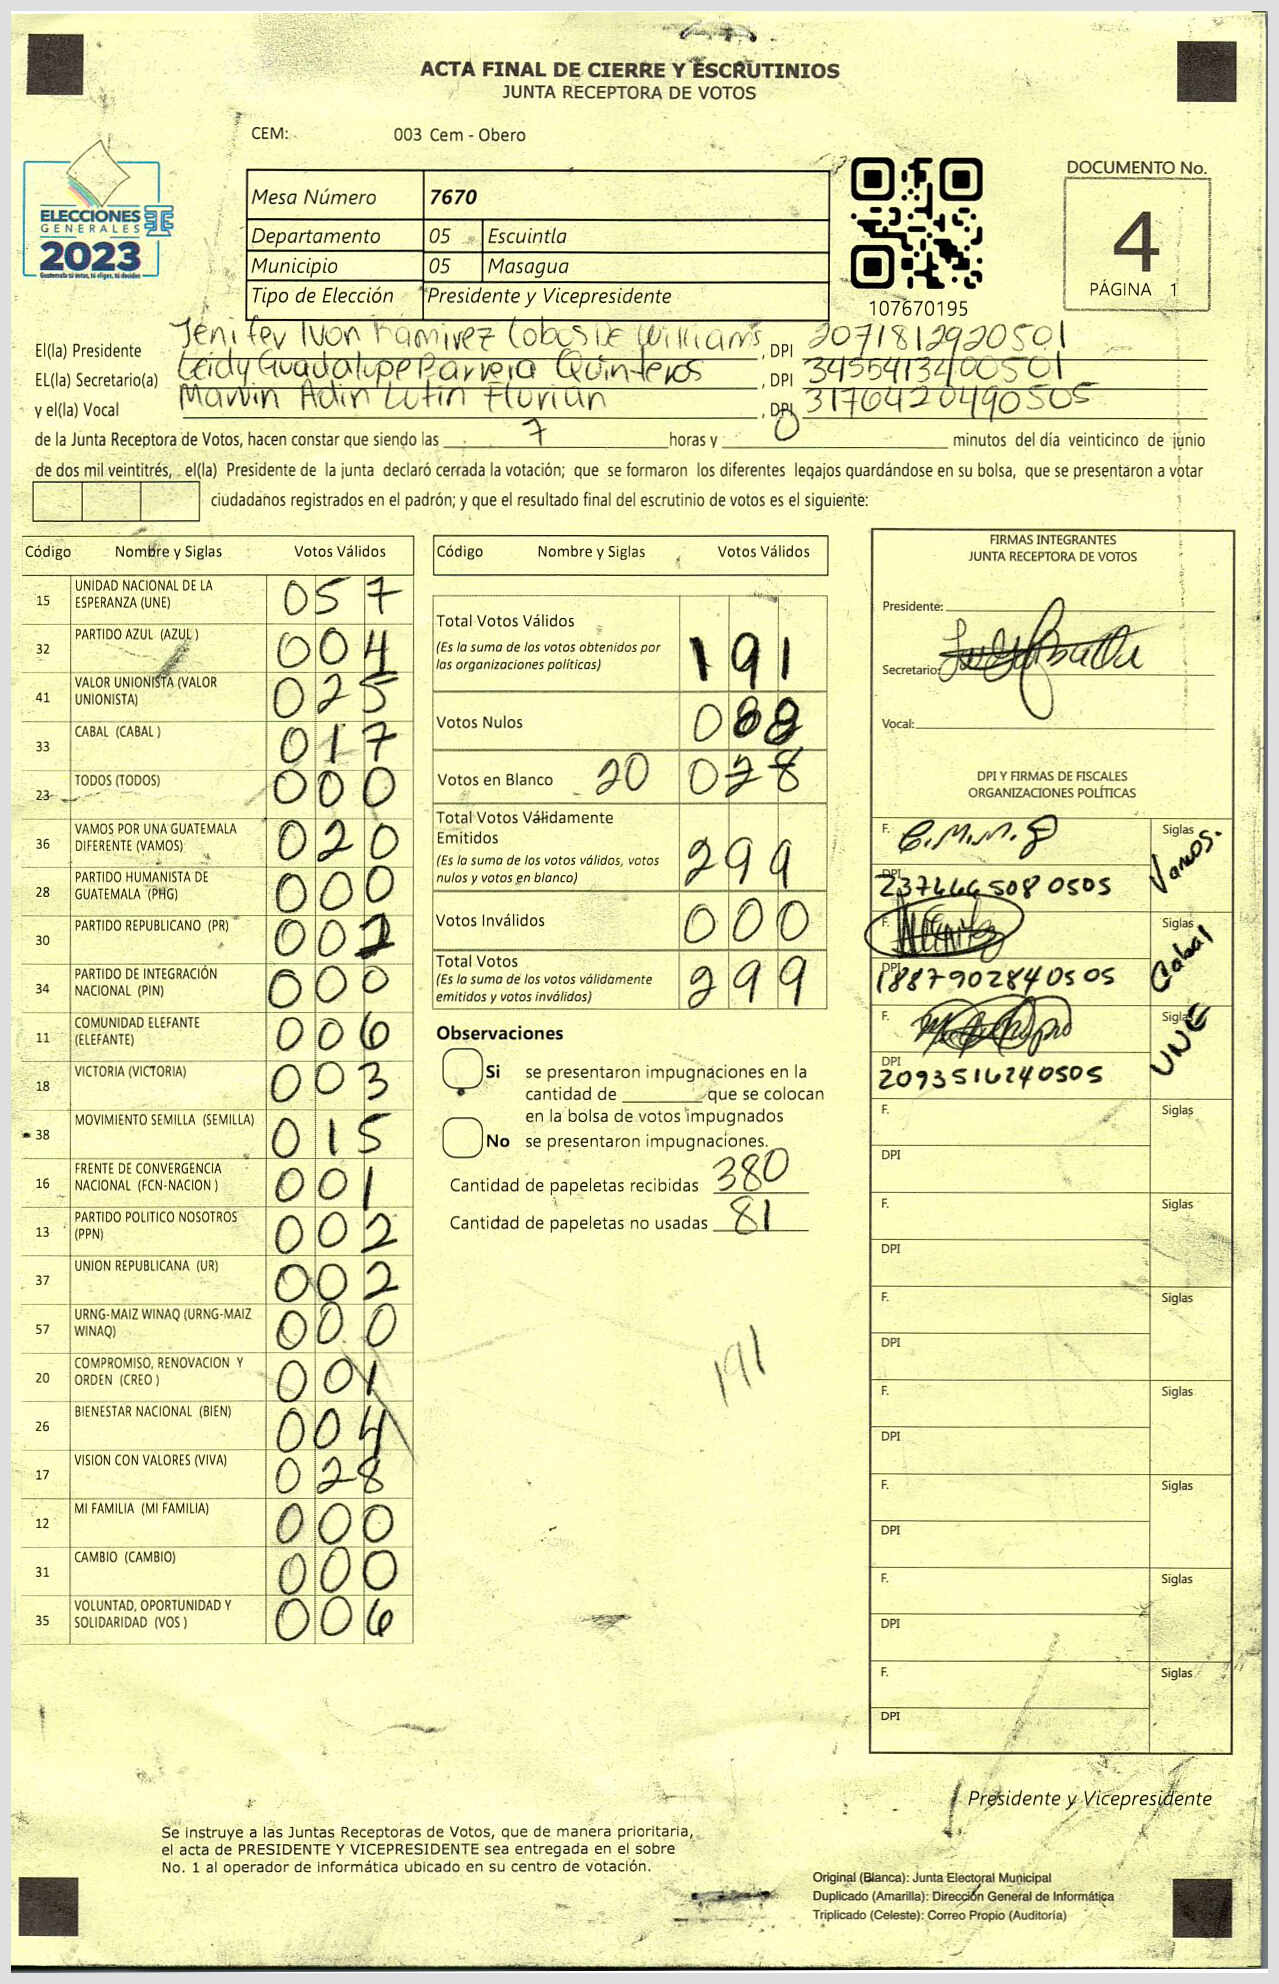 ACTA FINAL DE CIERRE Y ESCRUTINIOS
JUNTA RECEPTORA DE VOTOS
CEM: 003 Cem - Obero
DOCUMENTO No.
4
PÁGINA 1
ELECCIONES
GENERALES
2023
Guatemala tú votas, tú eliges, tú decides
Mesa Número 7670
Departamento 05 Escuintla
Municipio 05 Masagua
Tipo de Elección Presidente y Vicepresidente
107670195
El(la) Presidente Jenifer Ivon Ramirez Cobos De Williams, DPI 2071812920501
EL(la) Secretario(a) Leidy Guadalupe Barrera Quinteros, DPI 3455413400501
y el(la) Vocal Marvin Adin Lutin Florian, DPI 3176420490505
de la Junta Receptora de Votos, hacen constar que siendo las 7 horas y 0 minutos del día veinticinco de junio
de dos mil veintitrés, el(la) Presidente de la junta declaró cerrada la votación; que se formaron los diferentes legajos guardándose en su bolsa, que se presentaron a votar
ciudadanos registrados en el padrón; y que el resultado final del escrutinio de votos es el siguiente:
Código Nombre y Siglas Votos Válidos
15 UNIDAD NACIONAL DE LA ESPERANZA (UNE) 057
32 PARTIDO AZUL (AZUL ) 004
41 VALOR UNIONISTA (VALOR UNIONISTA) 025
33 CABAL (CABAL ) 017
23 TODOS (TODOS) 000
36 VAMOS POR UNA GUATEMALA DIFERENTE (VAMOS) 020
28 PARTIDO HUMANISTA DE GUATEMALA (PHG) 000
30 PARTIDO REPUBLICANO (PR) 00
34 PARTIDO DE INTEGRACIÓN NACIONAL (PIN) 000
11 COMUNIDAD ELEFANTE (ELEFANTE) 006
18 VICTORIA (VICTORIA) 003
38 MOVIMIENTO SEMILLA (SEMILLA) 015
16 FRENTE DE CONVERGENCIA NACIONAL (FCN-NACION ) 001
13 PARTIDO POLITICO NOSOTROS (PPN) 002
37 UNION REPUBLICANA (UR) 002
57 URNG-MAIZ WINAQ (URNG-MAIZ WINAQ) 000
20 COMPROMISO, RENOVACION Y ORDEN (CREO ) 001
26 BIENESTAR NACIONAL (BIEN) 004
17 VISION CON VALORES (VIVA) 028
12 MI FAMILIA (MI FAMILIA) 000
31 CAMBIO (CAMBIO) 000
35 VOLUNTAD, OPORTUNIDAD Y SOLIDARIDAD (VOS ) 006
Código Nombre y Siglas Votos Válidos
Total Votos Válidos 191
(Es la suma de los votos obtenidos por
las organizaciones políticas)
Votos Nulos 088
Votos en Blanco 20 028
Total Votos Válidamente
Emitidos 299
(Es la suma de los votos válidos, votos
nulos y votos en blanco)
Votos Inválidos 000
Total Votos 299
(Es la suma de los votos válidamente
emitidos y votos inválidos)
Observaciones
Si se presentaron impugnaciones en la
cantidad de ________ que se colocan
en la bolsa de votos impugnados
No se presentaron impugnaciones.
Cantidad de papeletas recibidas 380
Cantidad de papeletas no usadas 81
191
FIRMAS INTEGRANTES
JUNTA RECEPTORA DE VOTOS
Presidente:
Secretario:
Vocal:
DPI Y FIRMAS DE FISCALES
ORGANIZACIONES POLÍTICAS
F. Siglas Vamos.
DPI 237466508 0505
F. Siglas Cabal
DPI 1887902840505
F. Siglas UNE
DPI 2093516240505
F. Siglas
DPI
F. Siglas
DPI
F. Siglas
DPI
F. Siglas
DPI
F. Siglas
DPI
F. Siglas
DPI
F. Siglas
DPI
Presidente y Vicepresidente
Se instruye a las Juntas Receptoras de Votos, que de manera prioritaria,
el acta de PRESIDENTE Y VICEPRESIDENTE sea entregada en el sobre
No. 1 al operador de informática ubicado en su centro de votación.
Original (Blanca): Junta Electoral Municipal
Duplicado (Amarilla): Dirección General de Informática
Triplicado (Celeste): Correo Propio (Auditoría)